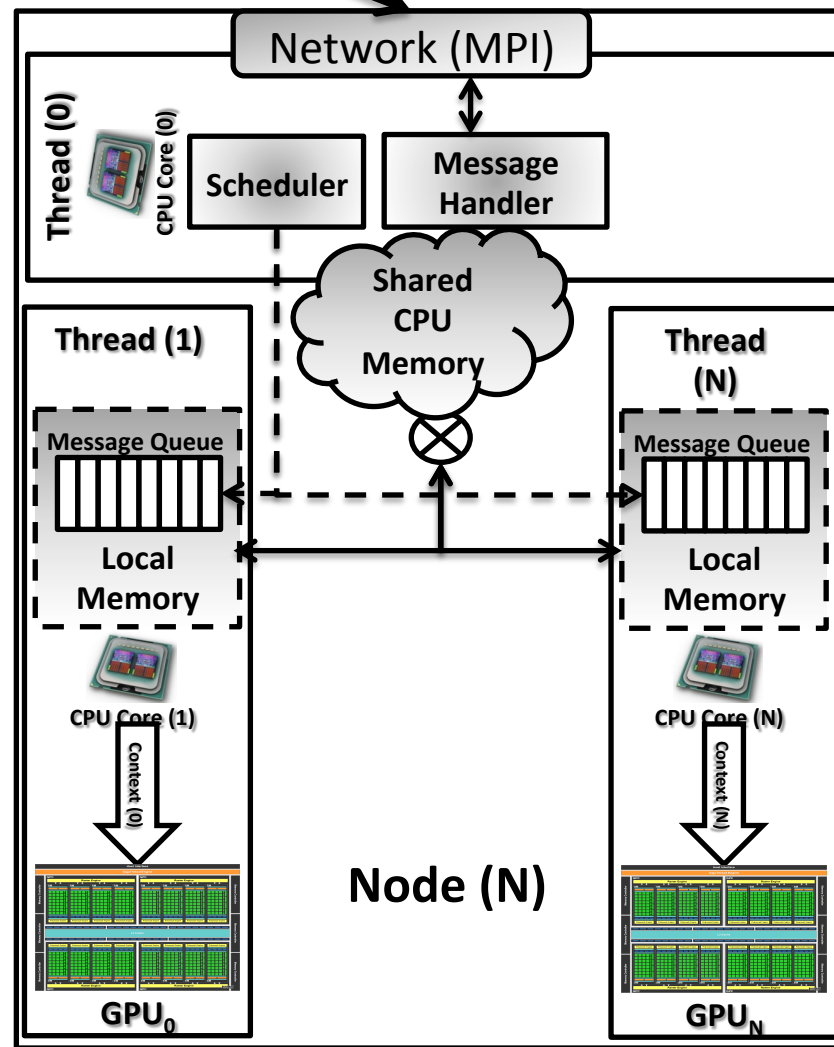 Network (MPI)
Thread (0)
CPU Core (0)
Scheduler
Message
Handler
Shared
CPU
Memory
Thread (1)
Message Queue
Local
Memory
CPU Core (1)
Context (0)
GPU₀
Thread
(N)
Message Queue
Local
Memory
CPU Core (N)
Context (N)
GPU_N
Node (N)